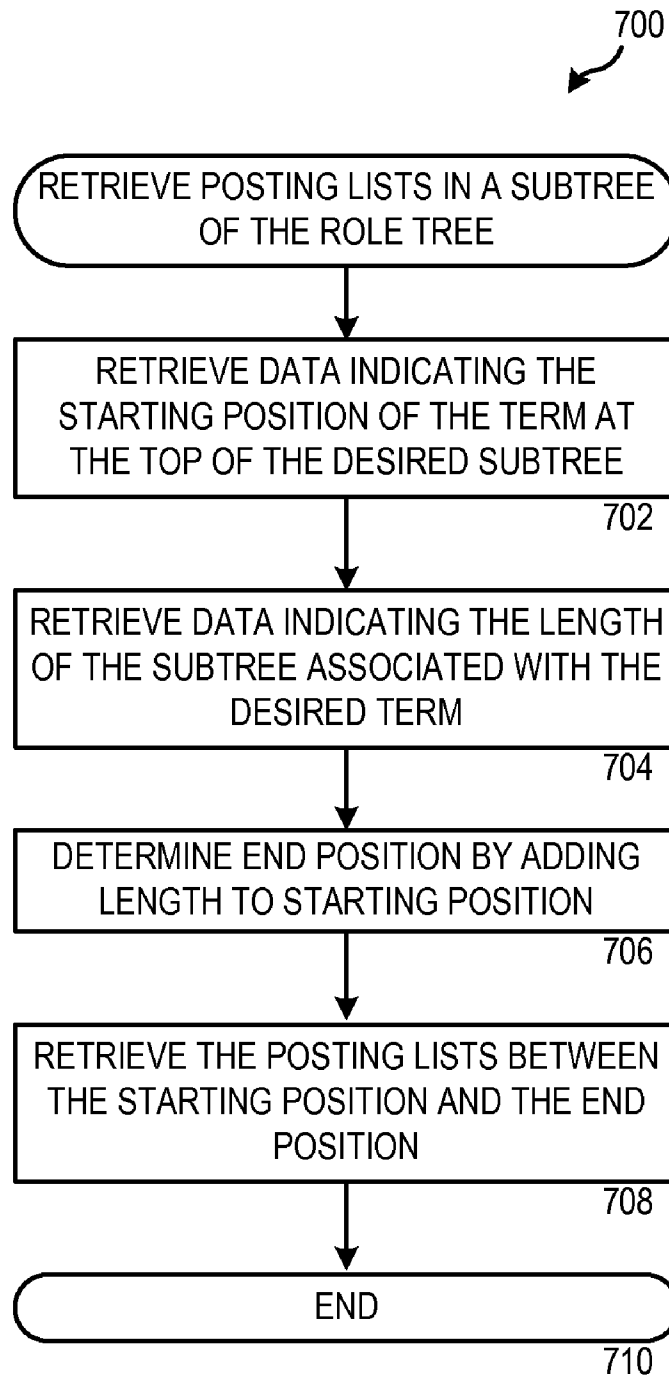 700
RETRIEVE POSTING LISTS IN A SUBTREE
OF THE ROLE TREE
RETRIEVE DATA INDICATING THE
STARTING POSITION OF THE TERM AT
THE TOP OF THE DESIRED SUBTREE
702
RETRIEVE DATA INDICATING THE LENGTH
OF THE SUBTREE ASSOCIATED WITH THE
DESIRED TERM
704
DETERMINE END POSITION BY ADDING
LENGTH TO STARTING POSITION
706
RETRIEVE THE POSTING LISTS BETWEEN
THE STARTING POSITION AND THE END
POSITION
708
END
710